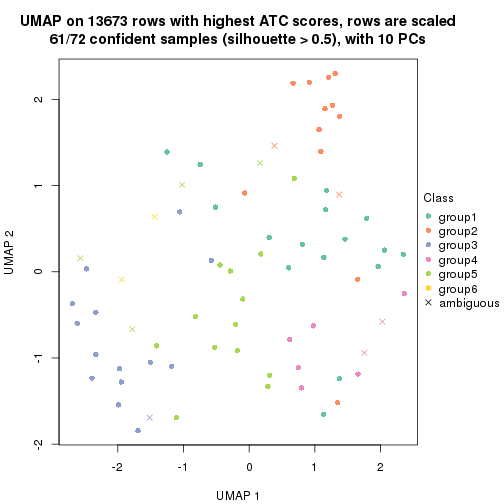 UMAP on 13673 rows with highest ATC scores, rows are scaled
61/72 confident samples (silhouette > 0.5), with 10 PCs
UMAP 2
2
1
0
-1
-2
-2
-1
0
1
2
UMAP 1
Class
group1
group2
group3
group4
group5
group6
ambiguous